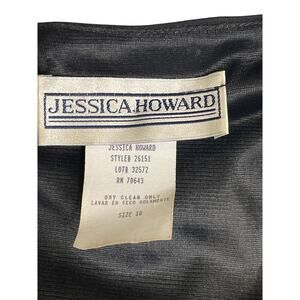 JESSICA HOWARD
JESSICA HOWARD
STYLE# 26151
LOT# 32572
RN 70643
DRY CLEAN ONLY
LAVAR EN SECO SOLAMENTE
SIZE 10